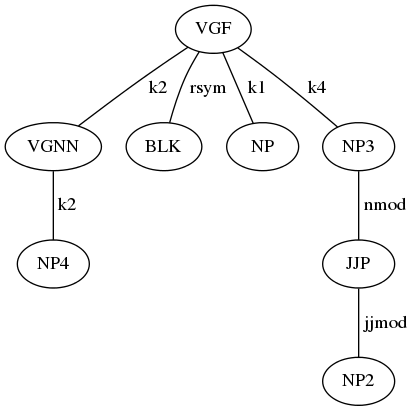 VGF
k2 rsym k1 k4
VGNN BLK NP NP3
k2 nmod
NP4 JJP
jjmod
NP2